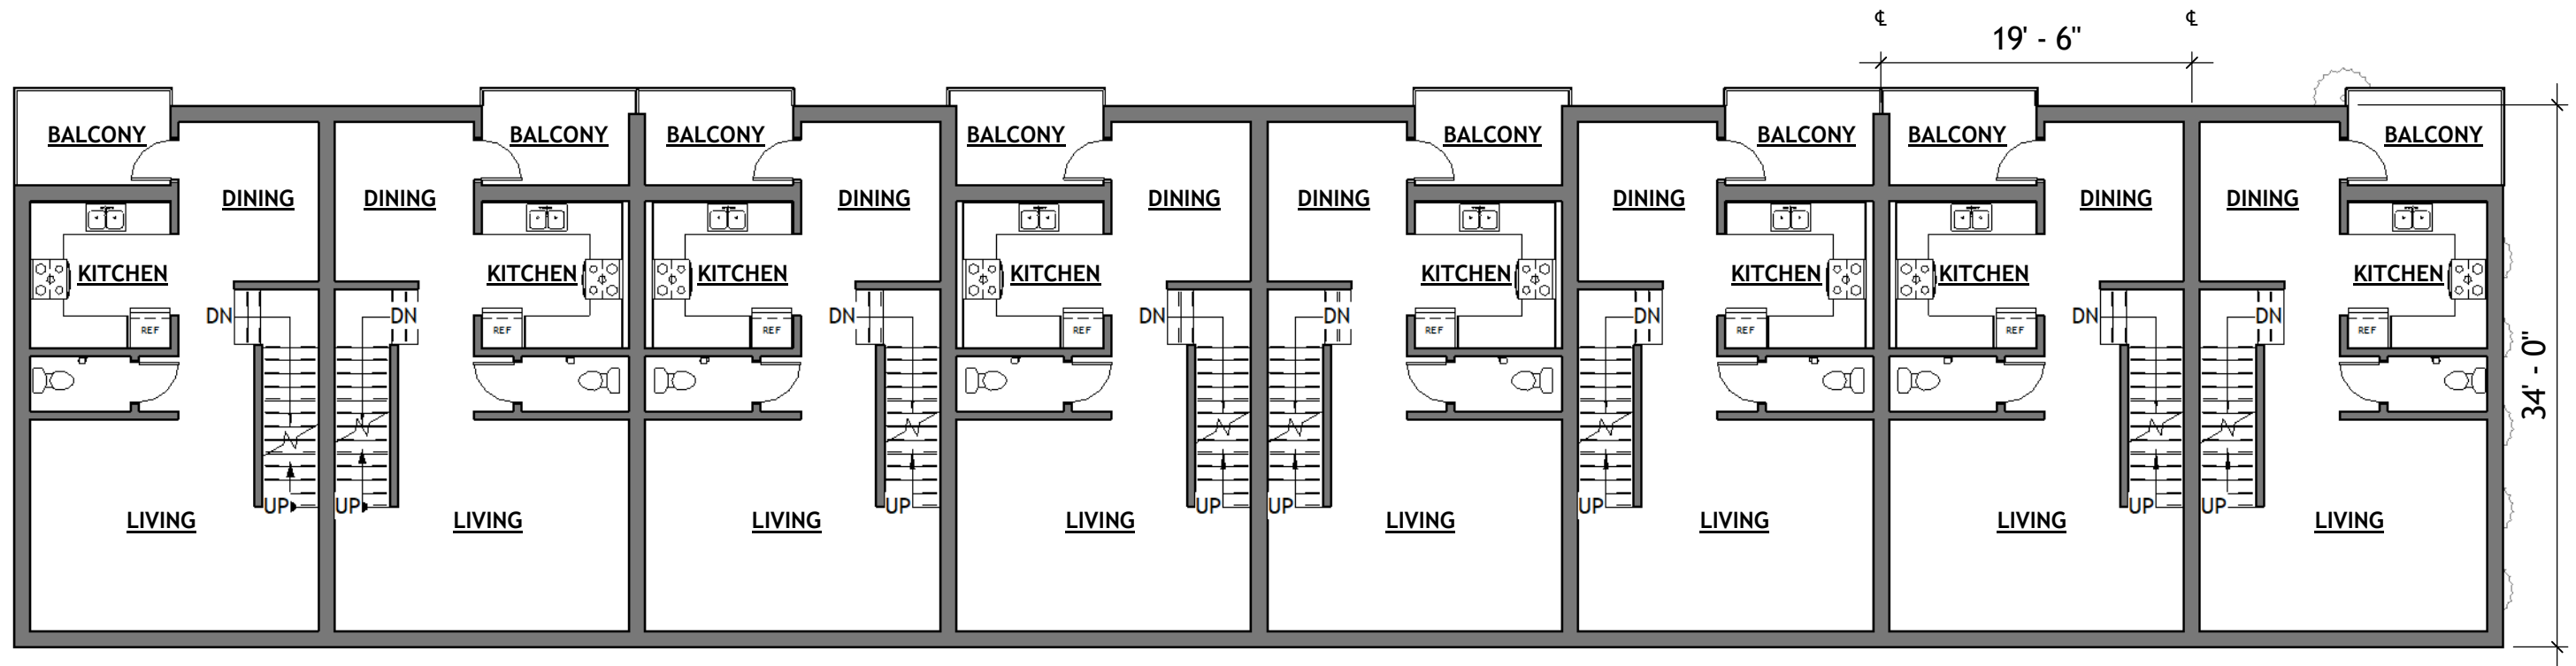 ℄ ℄
19' - 6"
BALCONY BALCONY BALCONY BALCONY BALCONY BALCONY BALCONY BALCONY
DINING DINING DINING DINING DINING DINING DINING DINING
KITCHEN KITCHEN KITCHEN KITCHEN KITCHEN KITCHEN KITCHEN KITCHEN
DN DN DN DN DN DN DN DN
REF REF REF REF REF REF REF REF
34' - 0"
UP UP UP UP UP UP UP UP
LIVING LIVING LIVING LIVING LIVING LIVING LIVING LIVING